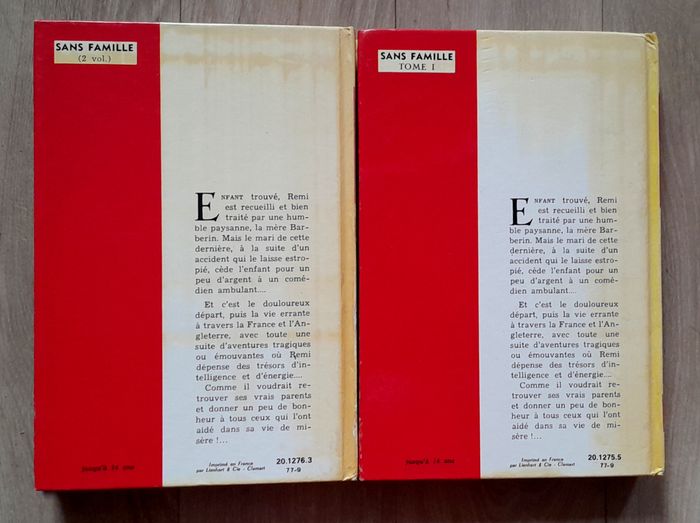 SANS FAMILLE
(2 vol.)
ENFANT trouvé, Remi
est recueilli et bien
traité par une hum-
ble paysanne, la mère Bar-
berin. Mais le mari de cette
dernière, à la suite d'un
accident qui le laisse estro-
pié, cède l'enfant pour un
peu d'argent à un comé-
dien ambulant....
Et c'est le douloureux
départ, puis la vie errante
à travers la France et l'An-
gleterre, avec toute une
suite d'aventures tragiques
ou émouvantes où Remi
dépense des trésors d'in-
telligence et d'énergie....
Comme il voudrait re-
trouver ses vrais parents
et donner un peu de bon-
heur à tous ceux qui l'ont
aidé dans sa vie de mi-
sère !...
jusqu'à 14 ans
Imprimé en France
par Lienhart & Cie - Clamart
20.1276.3
77-9
SANS FAMILLE
TOME I
ENFANT trouvé, Remi
est recueilli et bien
traité par une hum-
ble paysanne, la mère Bar-
berin. Mais le mari de cette
dernière, à la suite d'un
accident qui le laisse estro-
pié, cède l'enfant pour un
peu d'argent à un comé-
dien ambulant....
Et c'est le douloureux
départ, puis la vie errante
à travers la France et l'An-
gleterre, avec toute une
suite d'aventures tragiques
ou émouvantes où Remi
dépense des trésors d'in-
telligence et d'énergie....
Comme il voudrait re-
trouver ses vrais parents
et donner un peu de bon-
heur à tous ceux qui l'ont
aidé dans sa vie de mi-
sère !...
jusqu'à 14 ans
Imprimé en France
par Lienhart & Cie - Clamart
20.1275.5
77-9